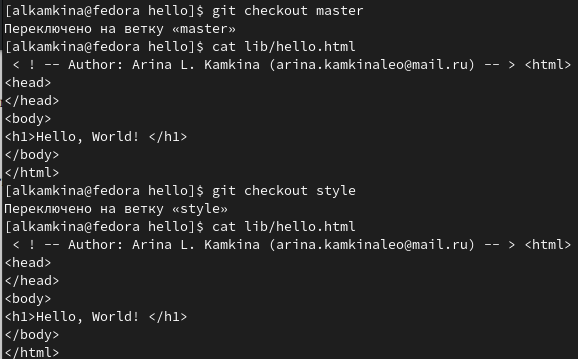 [alkamkina@fedora hello]$ git checkout master
Переключено на ветку «master»
[alkamkina@fedora hello]$ cat lib/hello.html
 < ! -- Author: Arina L. Kamkina (arina.kamkinaleo@mail.ru) -- > <html>
<head>
</head>
<body>
<h1>Hello, World! </h1>
</body>
</html>
[alkamkina@fedora hello]$ git checkout style
Переключено на ветку «style»
[alkamkina@fedora hello]$ cat lib/hello.html
 < ! -- Author: Arina L. Kamkina (arina.kamkinaleo@mail.ru) -- > <html>
<head>
</head>
<body>
<h1>Hello, World! </h1>
</body>
</html>